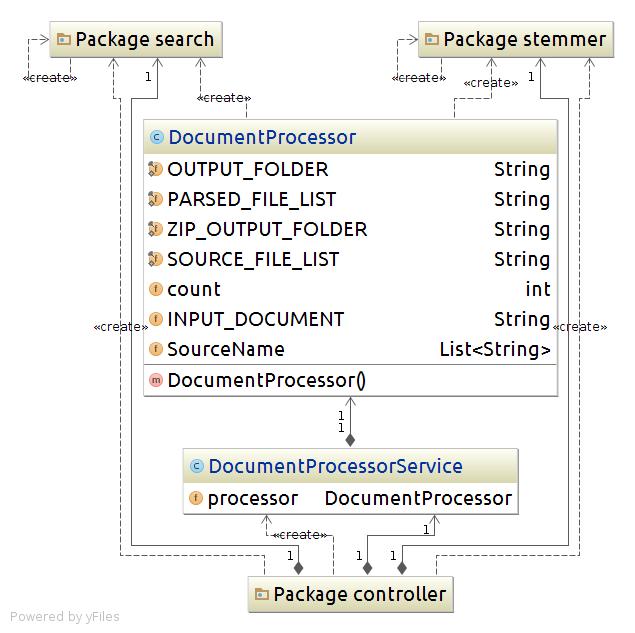 Package search
Package stemmer
«create»
1
«create»
1
«create»
«create»
DocumentProcessor
OUTPUT_FOLDER String
PARSED_FILE_LIST String
ZIP_OUTPUT_FOLDER String
SOURCE_FILE_LIST String
count int
INPUT_DOCUMENT String
«create»
«create»
SourceName List<String>
DocumentProcessor()
1
1
DocumentProcessorService
processor DocumentProcessor
«create»
1
1
1
1
Package controller
Powered by yFiles